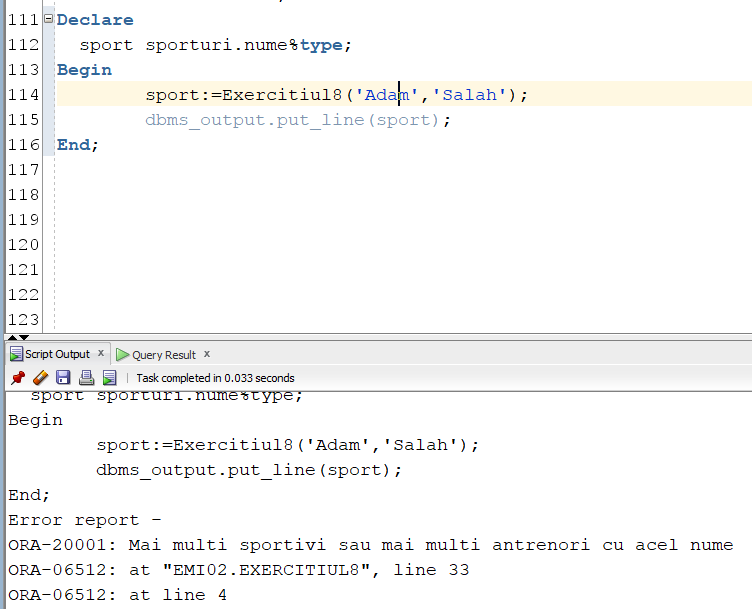 111 Declare
112 sport sporturi.nume%type;
113 Begin
114 sport:=Exercitiul8('Adam','Salah');
115 dbms_output.put_line(sport);
116 End;
117
118
119
120
121
122
123
Script Output x Query Result x
Task completed in 0.033 seconds
sport sporturi.nume%type;
Begin
sport:=Exercitiul8('Adam','Salah');
dbms_output.put_line(sport);
End;
Error report -
ORA-20001: Mai multi sportivi sau mai multi antrenori cu acel nume
ORA-06512: at "EMI02.EXERCITIUL8", line 33
ORA-06512: at line 4